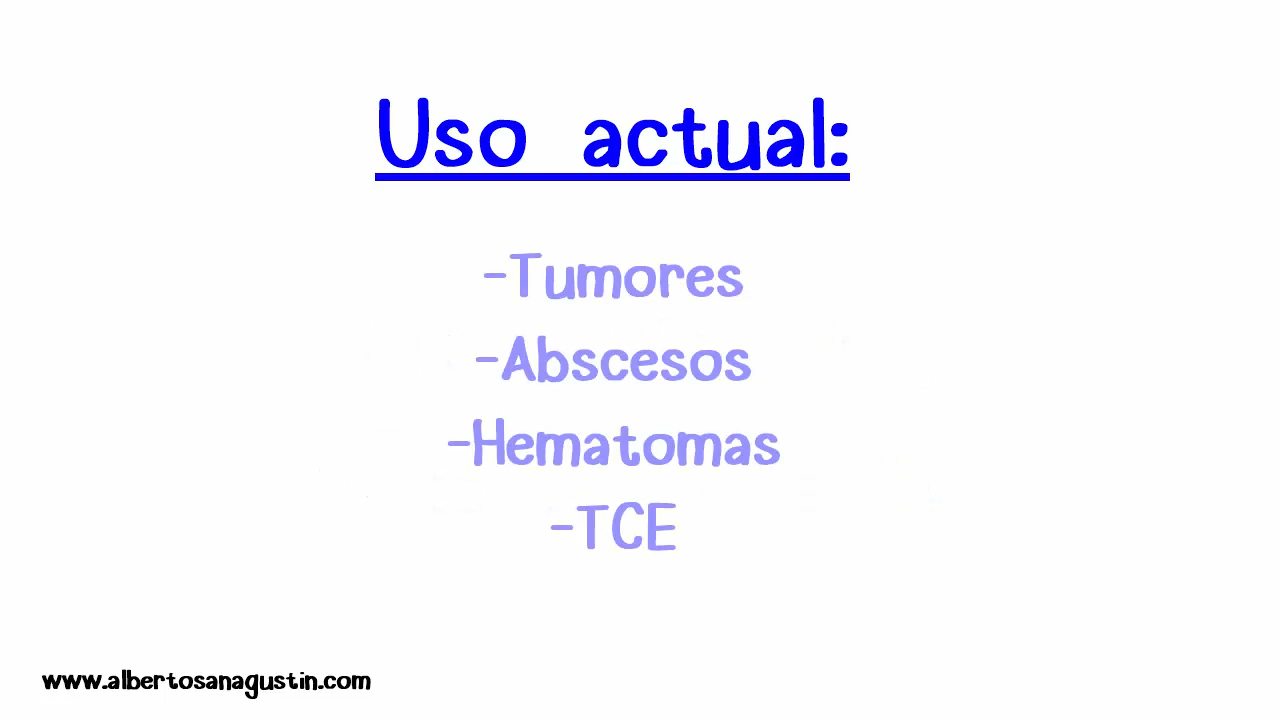 Uso actual:
-Tumores
-Abscesos
-Hematomas
-TCE
www.albertosanagustin.com